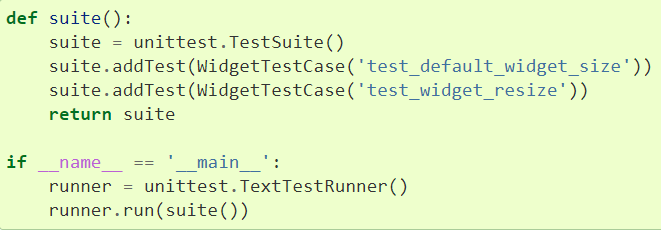 def suite():
    suite = unittest.TestSuite()
    suite.addTest(WidgetTestCase('test_default_widget_size'))
    suite.addTest(WidgetTestCase('test_widget_resize'))
    return suite

if __name__ == '__main__':
    runner = unittest.TextTestRunner()
    runner.run(suite())